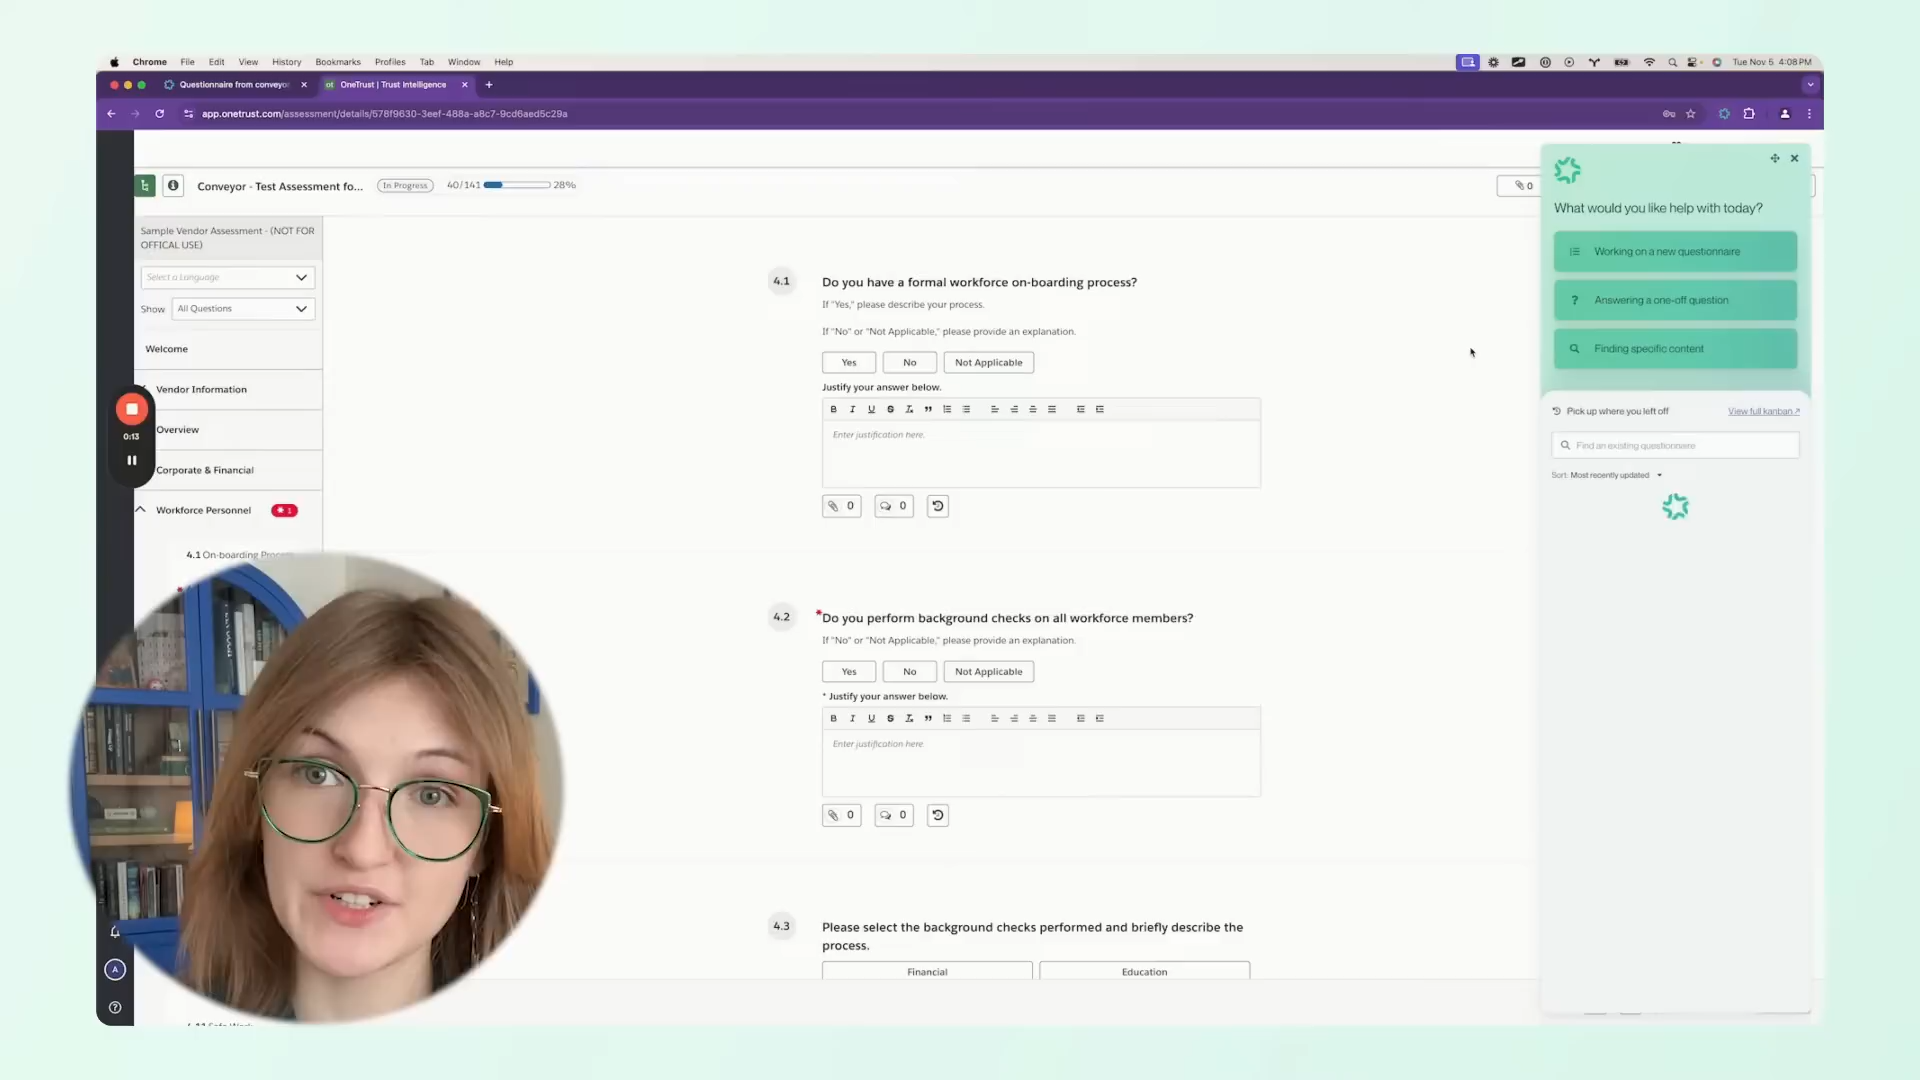 Chrome File Edit View History Bookmarks Profiles Tab Window Help
Tue Nov 5 4:08 PM
Questionnaire from conveyo
OneTrust | Trust Intelligence
app.onetrust.com/assessment/details/578f9630-3eef-488a-a8c7-9cd6aed5c29a
Conveyor - Test Assessment fo...
In Progress
40/141
28%
0
Sample Vendor Assessment - (NOT FOR
OFFICAL USE)
Select a Language
Show
All Questions
Welcome
Vendor Information
Overview
Corporate & Financial
Workforce Personnel
1
4.1 On-boarding Process
0:13
A
4.1
Do you have a formal workforce on-boarding process?
If "Yes," please describe your process.
If "No" or "Not Applicable," please provide an explanation.
Yes
No
Not Applicable
Justify your answer below.
Enter justification here.
0
0
4.2
*Do you perform background checks on all workforce members?
If "No" or "Not Applicable," please provide an explanation.
Yes
No
Not Applicable
* Justify your answer below.
Enter justification here
0
0
4.3
Please select the background checks performed and briefly describe the
process.
Financial
Education
What would you like help with today?
Working on a new questionnaire
Answering a one-off question
Finding specific content
Pick up where you left off
View full kanban
Find an existing questionnaire
Sort: Most recently updated